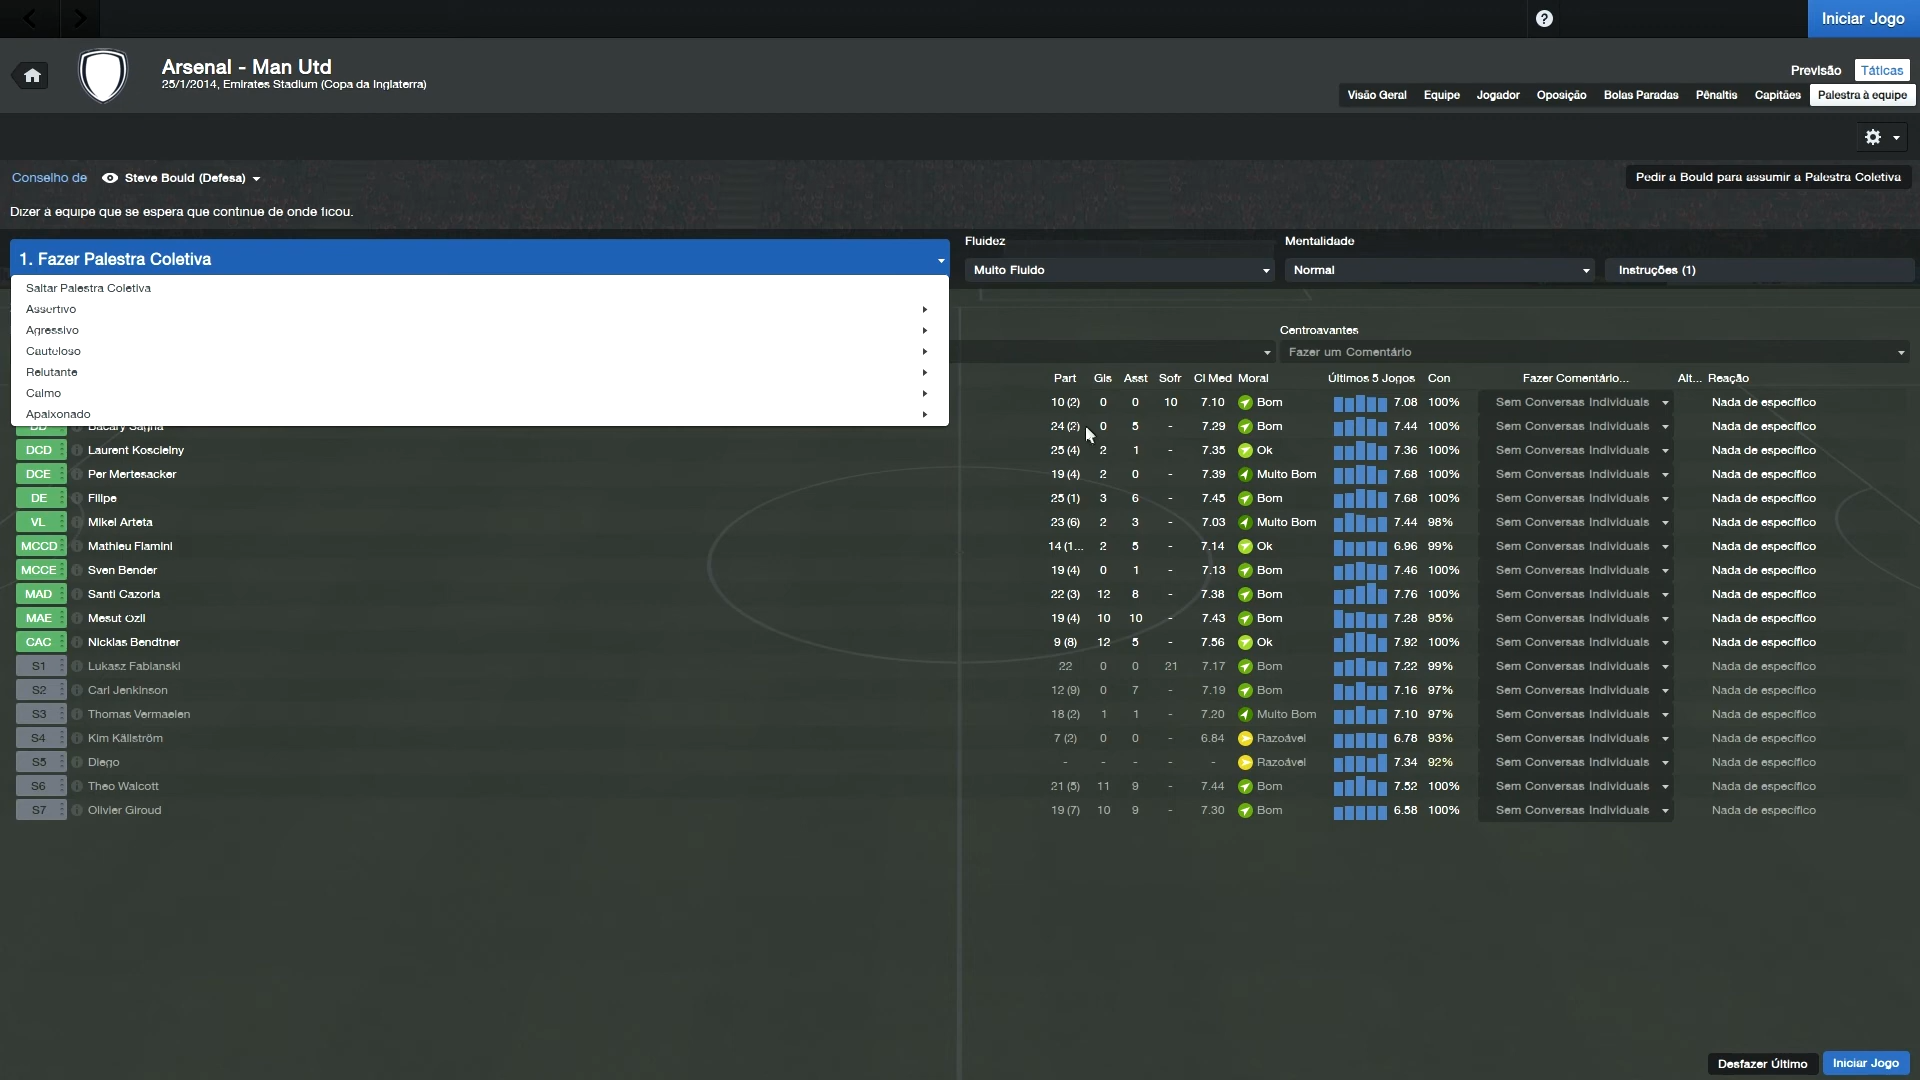 Iniciar Jogo
Arsenal - Man Utd
25/1/2014, Emirates Stadium (Copa da Inglaterra)
Previsão Táticas
Visão Geral Equipe Jogador Oposição Bolas Paradas Pênaltis Capitães Palestra à equipe
Conselho de Steve Bould (Defesa)
Pedir a Bould para assumir a Palestra Coletiva
Dizer à equipe que se espera que continue de onde ficou.
Fluidez Mentalidade
1. Fazer Palestra Coletiva
Muito Fluido Normal Instruções (1)
Saltar Palestra Coletiva
Assertivo
Agressivo
Cauteloso
Relutante
Calmo
Apaixonado
Centroavantes
Fazer um Comentário
Part Gls Asst Sofr Cl Med Moral Últimos 5 Jogos Con Fazer Comentário... Alt... Reação
10 (2) 0 0 10 7.10 Bom 7.08 100% Sem Conversas Individuais Nada de específico
DD Bacary Sagna 24 (2) 0 5 - 7.29 Bom 7.44 100% Sem Conversas Individuais Nada de específico
DCD Laurent Koscielny 25 (4) 2 1 - 7.35 Ok 7.36 100% Sem Conversas Individuais Nada de específico
DCE Per Mertesacker 19 (4) 2 0 - 7.39 Muito Bom 7.68 100% Sem Conversas Individuais Nada de específico
DE Filipe 25 (1) 3 6 - 7.45 Bom 7.68 100% Sem Conversas Individuais Nada de específico
VL Mikel Arteta 23 (6) 2 3 - 7.03 Muito Bom 7.44 98% Sem Conversas Individuais Nada de específico
MCCD Mathieu Flamini 14 (1... 2 5 - 7.14 Ok 6.96 99% Sem Conversas Individuais Nada de específico
MCCE Sven Bender 19 (4) 0 1 - 7.13 Bom 7.46 100% Sem Conversas Individuais Nada de específico
MAD Santi Cazorla 22 (3) 12 8 - 7.38 Bom 7.76 100% Sem Conversas Individuais Nada de específico
MAE Mesut Özil 19 (4) 10 10 - 7.43 Bom 7.28 95% Sem Conversas Individuais Nada de específico
CAC Nicklas Bendtner 9 (8) 12 5 - 7.56 Ok 7.92 100% Sem Conversas Individuais Nada de específico
S1 Lukasz Fabianski 22 0 0 21 7.17 Bom 7.22 99% Sem Conversas Individuais Nada de específico
S2 Carl Jenkinson 12 (9) 0 7 - 7.19 Bom 7.16 97% Sem Conversas Individuais Nada de específico
S3 Thomas Vermaelen 18 (2) 1 1 - 7.20 Muito Bom 7.10 97% Sem Conversas Individuais Nada de específico
S4 Kim Källström 7 (2) 0 0 - 6.84 Razoável 6.78 93% Sem Conversas Individuais Nada de específico
S5 Diego - - - - - Razoável 7.34 92% Sem Conversas Individuais Nada de específico
S6 Theo Walcott 21 (5) 11 9 - 7.44 Bom 7.52 100% Sem Conversas Individuais Nada de específico
S7 Olivier Giroud 19 (7) 10 9 - 7.30 Bom 6.58 100% Sem Conversas Individuais Nada de específico
Desfazer Último Iniciar Jogo